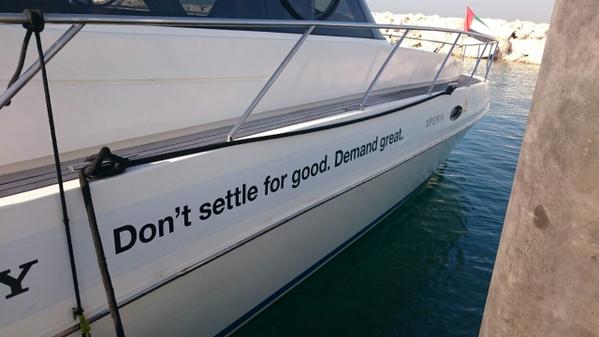 Don't settle for good. Demand great.
XPERIA
Y